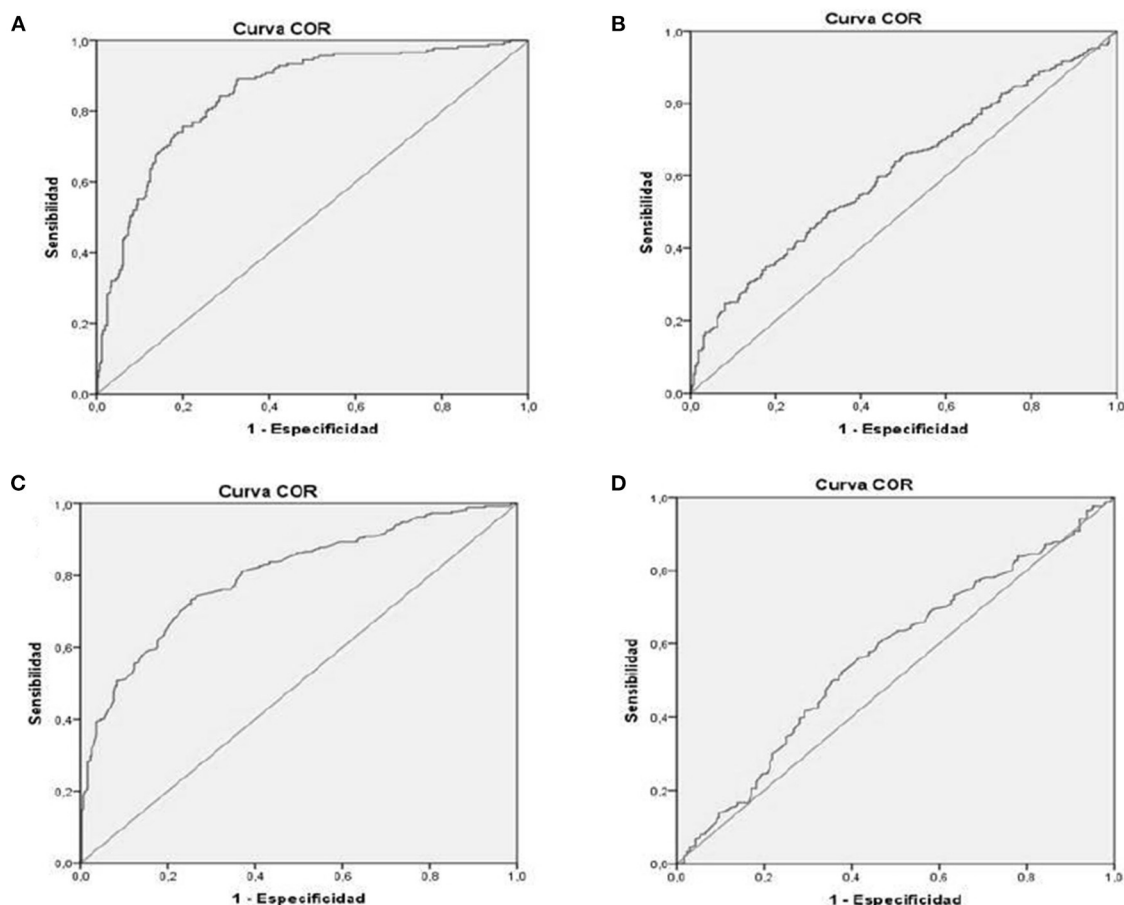 A
Curva COR
1,0
0,8
0,6
0,4
0,2
0,0
Sensibilidad
0,0 0,2 0,4 0,6 0,8 1,0
1 - Especificidad
B
Curva COR
1,0
0,8
0,6
0,4
0,2
0,0
Sensibilidad
0,0 0,2 0,4 0,6 0,8 1,0
1 - Especificidad
C
Curva COR
1,0
0,8
0,6
0,4
0,2
0,0
Sensibilidad
0,0 0,2 0,4 0,6 0,8 1,0
1 - Especificidad
D
Curva COR
1,0
0,8
0,6
0,4
0,2
0,0
Sensibilidad
0,0 0,2 0,4 0,6 0,8 1,0
1 - Especificidad